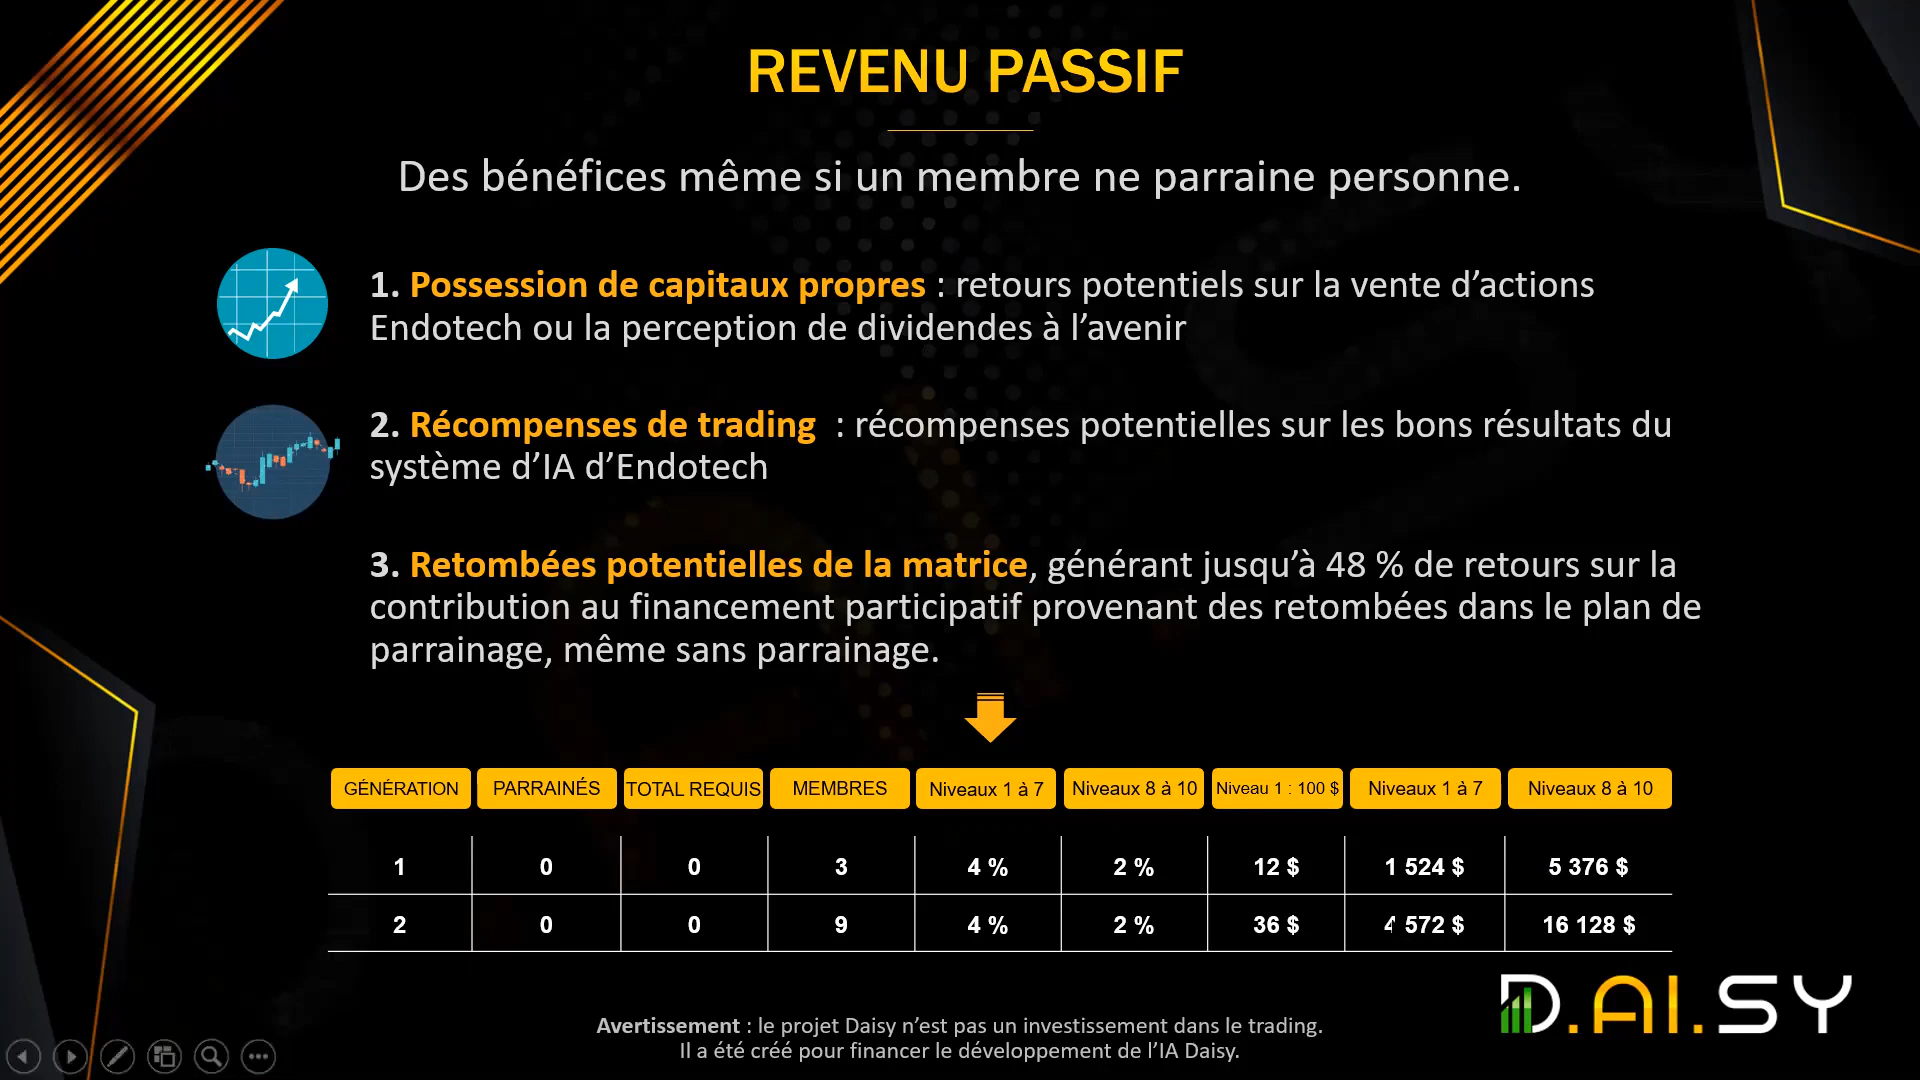 REVENU PASSIF
Des bénéfices même si un membre ne parraine personne.
1. Possession de capitaux propres : retours potentiels sur la vente d’actions
Endotech ou la perception de dividendes à l’avenir
2. Récompenses de trading : récompenses potentielles sur les bons résultats du
système d’IA d’Endotech
3. Retombées potentielles de la matrice, générant jusqu’à 48 % de retours sur la
contribution au financement participatif provenant des retombées dans le plan de
parrainage, même sans parrainage.
GÉNÉRATION PARRAINÉS TOTAL REQUIS MEMBRES Niveaux 1 à 7 Niveaux 8 à 10 Niveau 1 : 100 $ Niveaux 1 à 7 Niveaux 8 à 10
1 0 0 3 4 % 2 % 12 $ 1 524 $ 5 376 $
2 0 0 9 4 % 2 % 36 $ 4 572 $ 16 128 $
D.AI.SY
Avertissement : le projet Daisy n’est pas un investissement dans le trading.
Il a été créé pour financer le développement de l’IA Daisy.